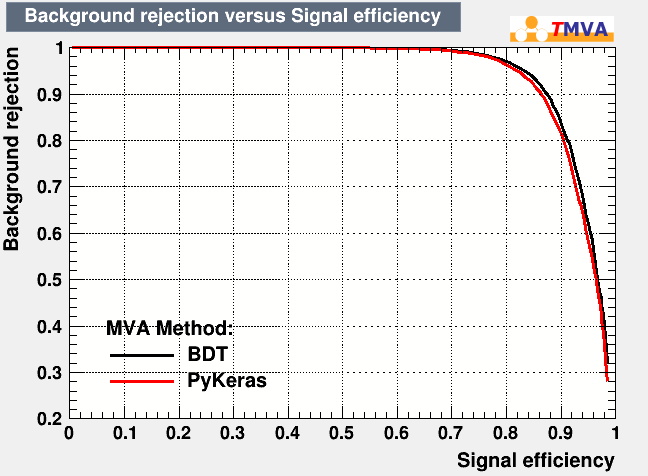 Background rejection versus Signal efficiency
TMVA
Background rejection
1
0.9
0.8
0.7
0.6
0.5
0.4
0.3
0.2
MVA Method:
BDT
PyKeras
0 0.1 0.2 0.3 0.4 0.5 0.6 0.7 0.8 0.9 1
Signal efficiency